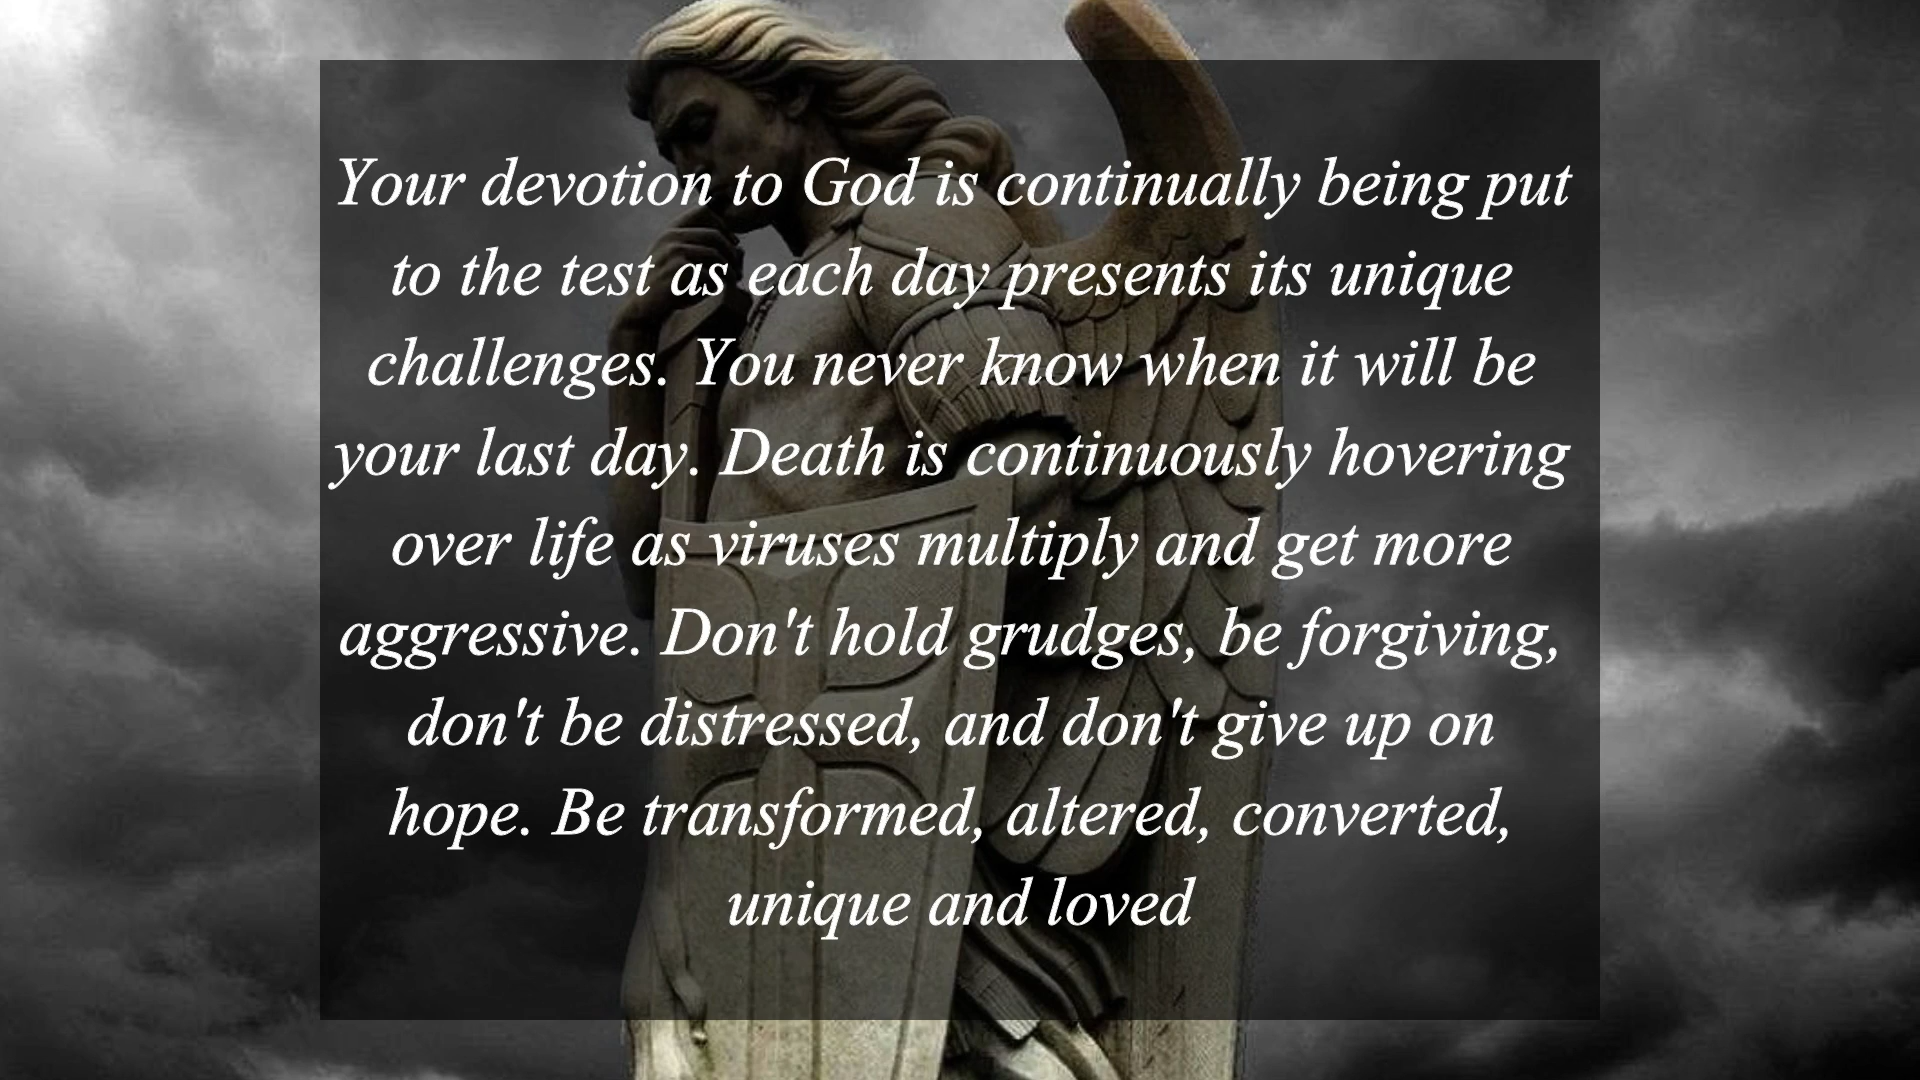 Your devotion to God is continually being put
to the test as each day presents its unique
challenges. You never know when it will be
your last day. Death is continuously hovering
over life as viruses multiply and get more
aggressive. Don't hold grudges, be forgiving,
don't be distressed, and don't give up on
hope. Be transformed, altered, converted,
unique and loved